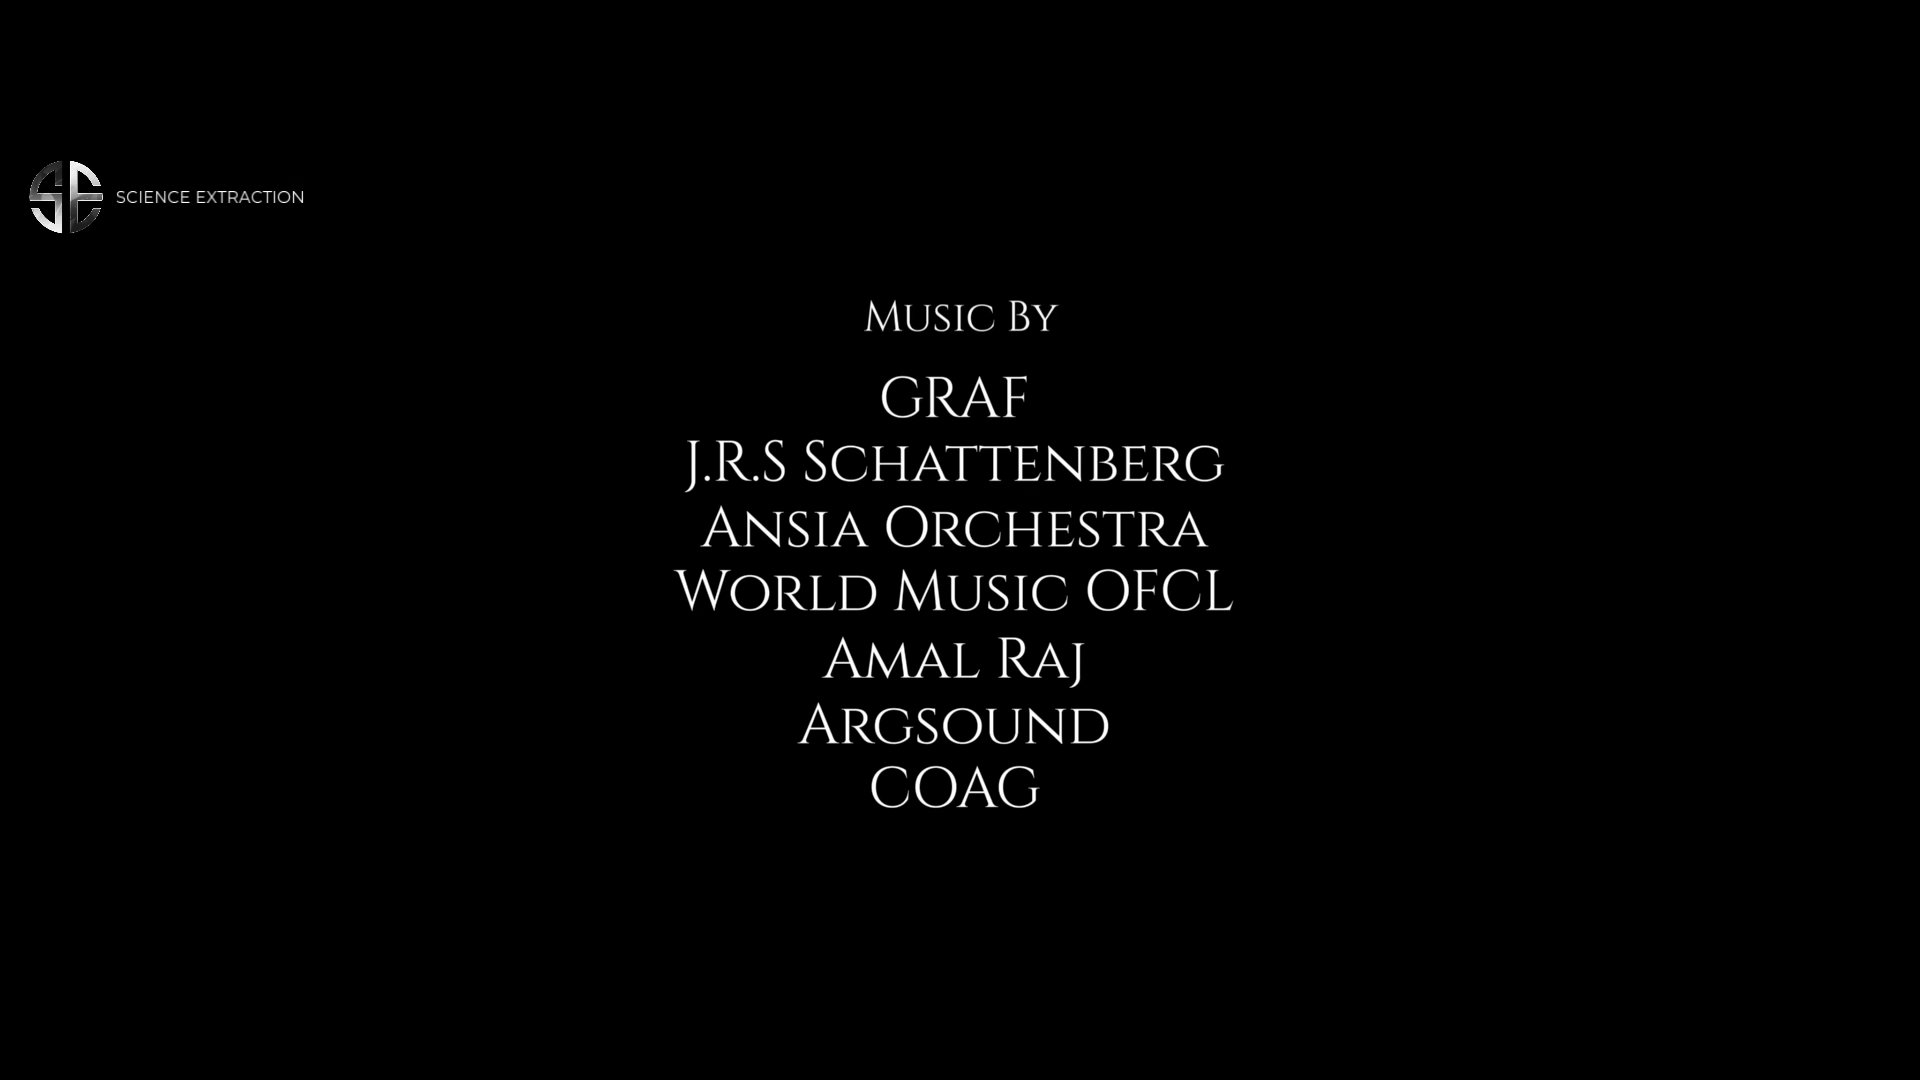 SCIENCE EXTRACTION
Music By
GRAF
J.R.S Schattenberg
Ansia Orchestra
World Music OFCL
Amal Raj
Argsound
COAG